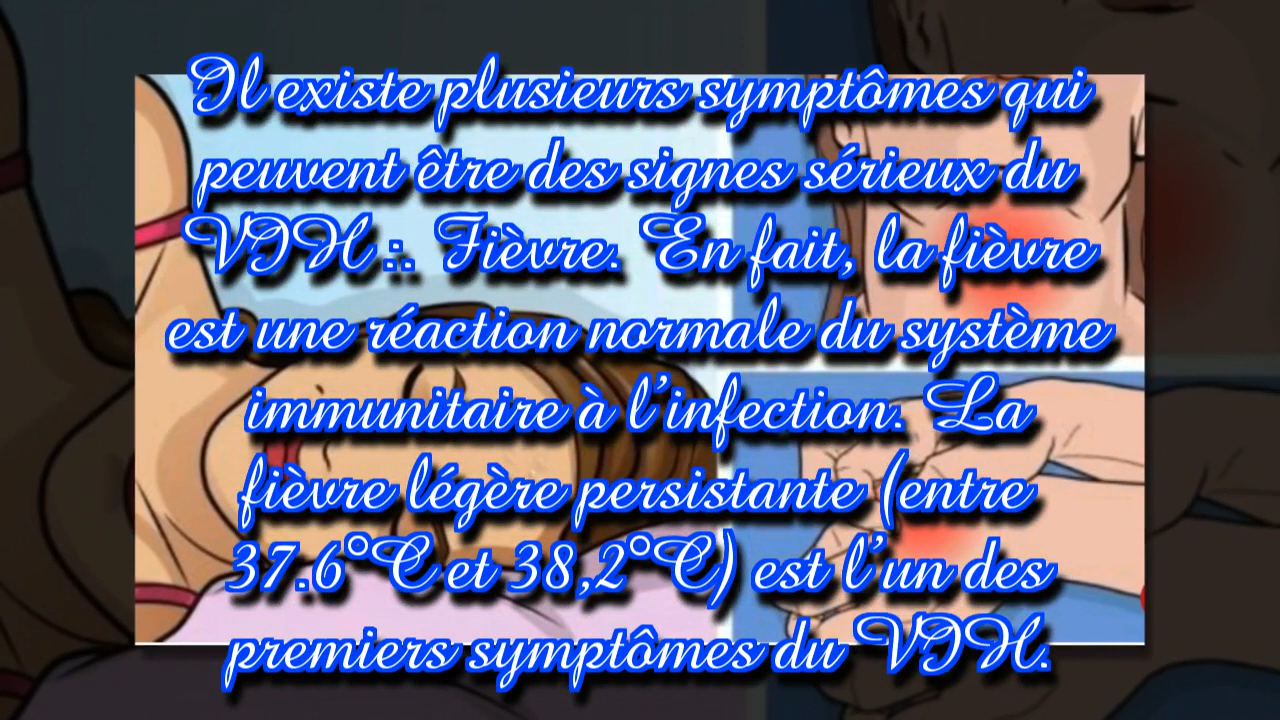 Il existe plusieurs symptômes qui
peuvent être des signes sérieux du
VIH :. Fièvre. En fait, la fièvre
est une réaction normale du système
immunitaire à l’infection. La
fièvre légère persistante (entre
37.6°C et 38,2°C) est l’un des
premiers symptômes du VIH.